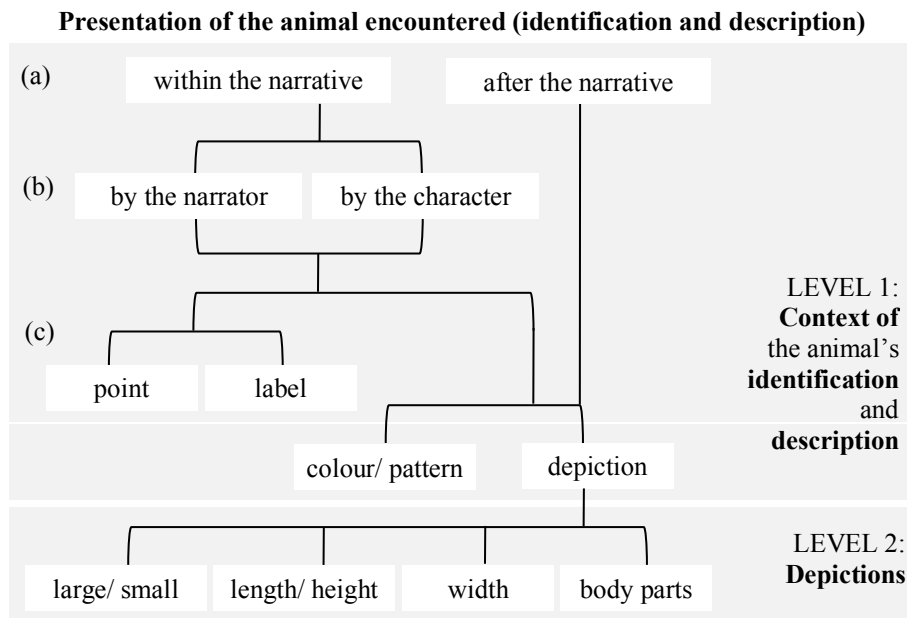 Presentation of the animal encountered (identification and description)
(a)
within the narrative
after the narrative
(b)
by the narrator
by the character
LEVEL 1:
Context of
the animal's
identification
and
description
(c)
point
label
colour/ pattern
depiction
LEVEL 2:
Depictions
large/ small
length/ height
width
body parts